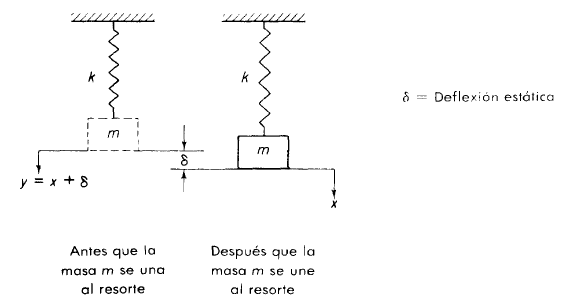 k
k
δ = Deflexión estática
m
m
δ
y = x + δ
x
Antes que la
masa m se una
al resorte
Después que la
masa m se une
al resorte